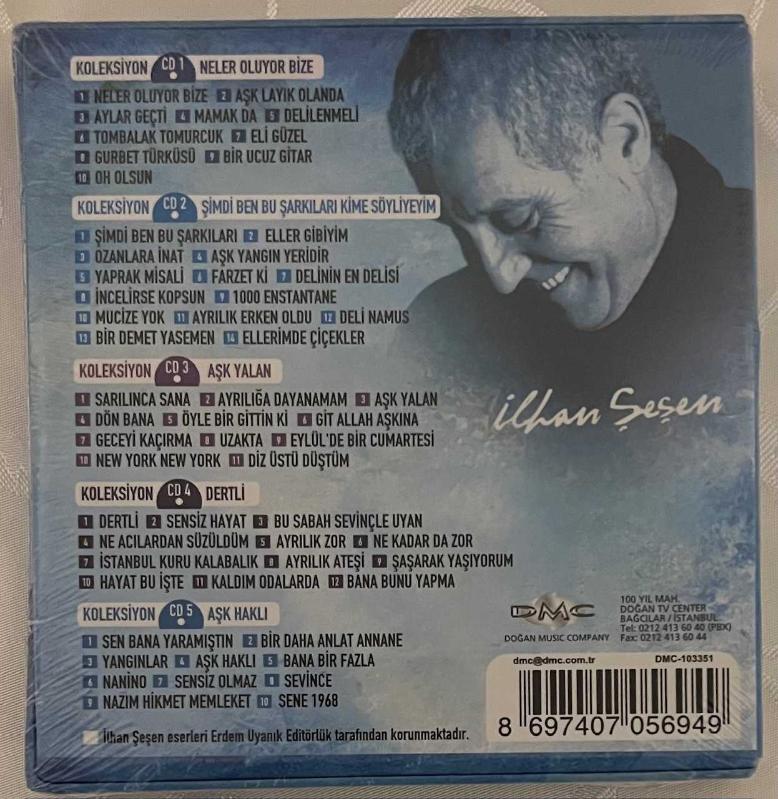 KOLEKSİYON CD 1 NELER OLUYOR BİZE
1 NELER OLUYOR BİZE 2 AŞK LAYIK OLANDA
3 AYLAR GEÇTİ 4 MAMAK DA 5 DELİLENMELİ
6 TOMBALAK TOMURCUK 7 ELİ GÜZEL
8 GURBET TÜRKÜSÜ 9 BİR UCUZ GİTAR
10 OH OLSUN
KOLEKSİYON CD 2 ŞİMDİ BEN BU ŞARKILARI KİME SÖYLİYEYİM
1 ŞİMDİ BEN BU ŞARKILARI 2 ELLER GİBİYİM
3 OZANLARA İNAT 4 AŞK YANGIN YERİDİR
5 YAPRAK MİSALİ 6 FARZET Kİ 7 DELİNİN EN DELİSİ
8 İNCELİRSE KOPSUN 9 1000 ENSTANTANE
10 MUCİZE YOK 11 AYRILIK ERKEN OLDU 12 DELİ NAMUS
13 BİR DEMET YASEMEN 14 ELLERİMDE ÇİÇEKLER
KOLEKSİYON CD 3 AŞK YALAN
1 SARILINCA SANA 2 AYRILIĞA DAYANAMAM 3 AŞK YALAN
4 DÖN BANA 5 ÖYLE BİR GİTTİN Kİ 6 GİT ALLAH AŞKINA
7 GECEYİ KAÇIRMA 8 UZAKTA 9 EYLÜL'DE BİR CUMARTESİ
10 NEW YORK NEW YORK 11 DİZ ÜSTÜ DÜŞTÜM
İlhan Şeşen
KOLEKSİYON CD 4 DERTLİ
1 DERTLİ 2 SENSİZ HAYAT 3 BU SABAH SEVİNÇLE UYAN
4 NE ACILARDAN SÜZÜLDÜM 5 AYRILIK ZOR 6 NE KADAR DA ZOR
7 İSTANBUL KURU KALABALIK 8 AYRILIK ATEŞİ 9 ŞAŞARAK YAŞIYORUM
10 HAYAT BU İŞTE 11 KALDIM ODALARDA 12 BANA BUNU YAPMA
KOLEKSİYON CD 5 AŞK HAKLI
1 SEN BANA YARAMIŞTIN 2 BİR DAHA ANLAT ANNANE
3 YANGINLAR 4 AŞK HAKLI 5 BANA BİR FAZLA
6 NANİNO 7 SENSİZ OLMAZ 8 SEVİNCE
9 NAZIM HİKMET MEMLEKET 10 SENE 1968
İlhan Şeşen eserleri Erdem Uyanık Editörlük tarafından korunmaktadır.
DMC
DOĞAN MUSIC COMPANY
100 YIL MAH.
DOĞAN TV CENTER
BAĞCILAR / İSTANBUL.
Tel: 0212 413 60 40 (PBX)
Fax: 0212 413 60 44
dmc@dmc.com.tr DMC-103351
8 697407 056949